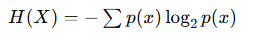 H(X) = − ∑ p(x) log₂ p(x)